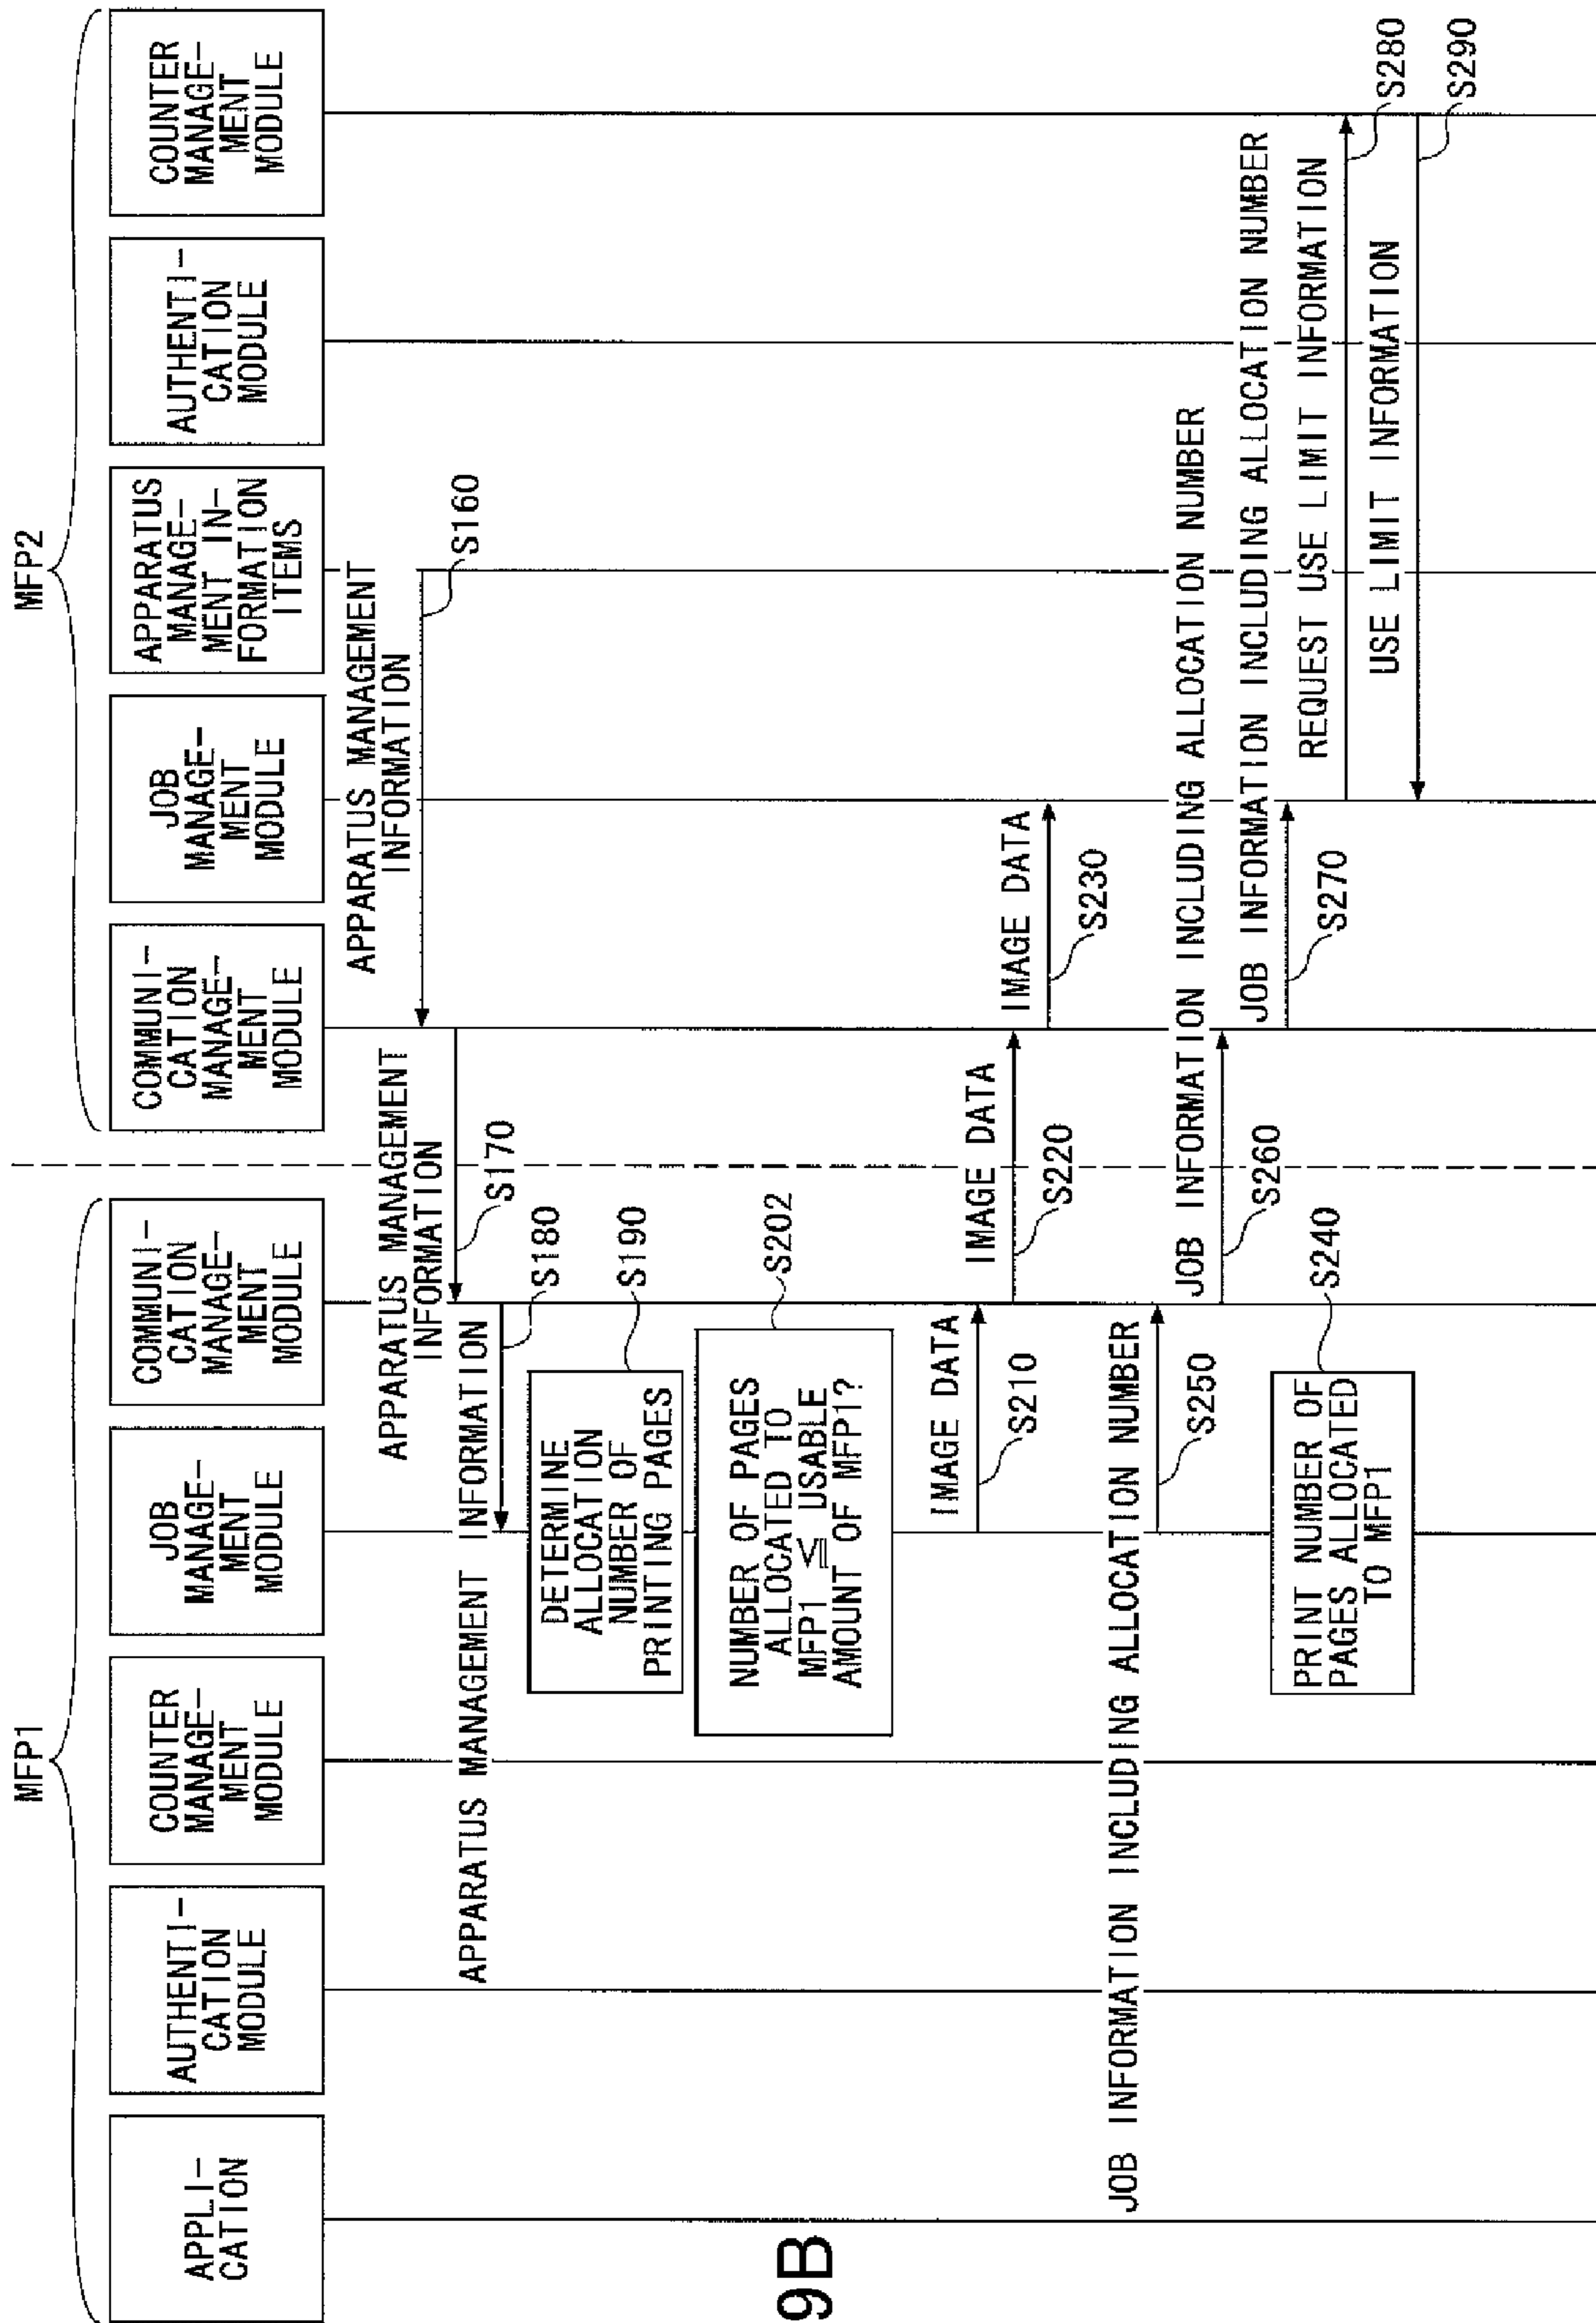 MFP1
MFP2
APPLI-
CATION
AUTHENTI-
CATION
MODULE
COUNTER
MANAGE-
MENT
MODULE
JOB
MANAGE-
MENT
MODULE
COMMUNI-
CATION
MANAGE-
MENT
MODULE
COMMUNI-
CATION
MANAGE-
MENT
MODULE
JOB
MANAGE-
MENT
MODULE
APPARATUS
MANAGE-
MENT IN-
FORMATION
ITEMS
AUTHENTI-
CATION
MODULE
COUNTER
MANAGE-
MENT
MODULE
APPARATUS MANAGEMENT
INFORMATION
S160
APPARATUS MANAGEMENT
INFORMATION
S170
APPARATUS MANAGEMENT INFORMATION
S180
DETERMINE
ALLOCATION
NUMBER OF
PRINTING PAGES
S190
NUMBER OF PAGES
ALLOCATED TO
MFP1 ≦ USABLE
AMOUNT OF MFP1?
S202
IMAGE DATA
S210
IMAGE DATA
S220
IMAGE DATA
S230
JOB INFORMATION INCLUDING ALLOCATION NUMBER
S250
JOB INFORMATION INCLUDING ALLOCATION NUMBER
S260
JOB INFORMATION INCLUDING ALLOCATION NUMBER
S270
PRINT NUMBER OF
PAGES ALLOCATED
TO MFP1
S240
REQUEST USE LIMIT INFORMATION
S280
USE LIMIT INFORMATION
S290
9B